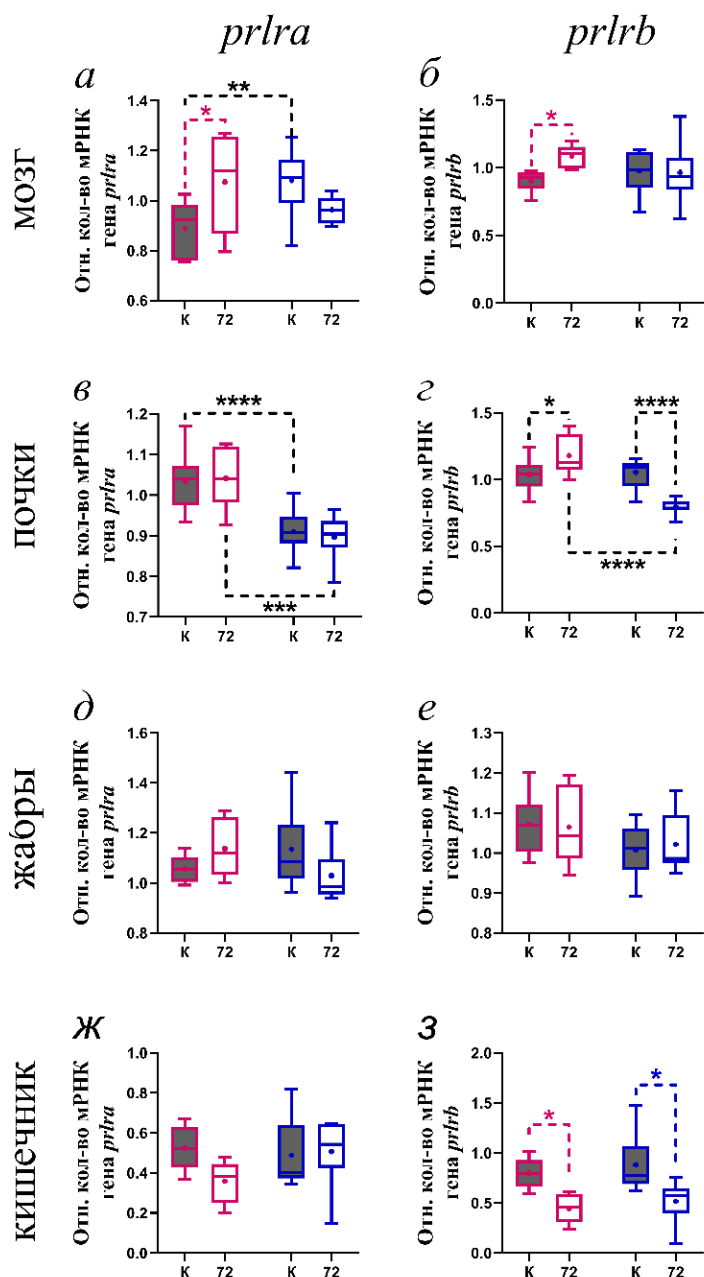 prlra prlrb
мозг
а
Отн. кол-во мРНК
гена prlra
1.4
1.2
1.0
0.8
0.6
*
**
К 72 К 72
б
Отн. кол-во мРНК
гена prlrb
1.5
1.0
0.5
0.0
*
К 72 К 72
почки
в
Отн. кол-во мРНК
гена prlra
1.2
1.1
1.0
0.9
0.8
0.7
****
***
К 72 К 72
г
Отн. кол-во мРНК
гена prlrb
1.5
1.0
0.5
0.0
*
****
****
К 72 К 72
жабры
д
Отн. кол-во мРНК
гена prlra
1.6
1.4
1.2
1.0
0.8
К 72 К 72
е
Отн. кол-во мРНК
гена prlrb
1.3
1.2
1.1
1.0
0.9
0.8
К 72 К 72
кишечник
ж
Отн. кол-во мРНК
гена prlra
1.0
0.8
0.6
0.4
0.2
0.0
К 72 К 72
з
Отн. кол-во мРНК
гена prlrb
2.0
1.5
1.0
0.5
0.0
*
*
К 72 К 72